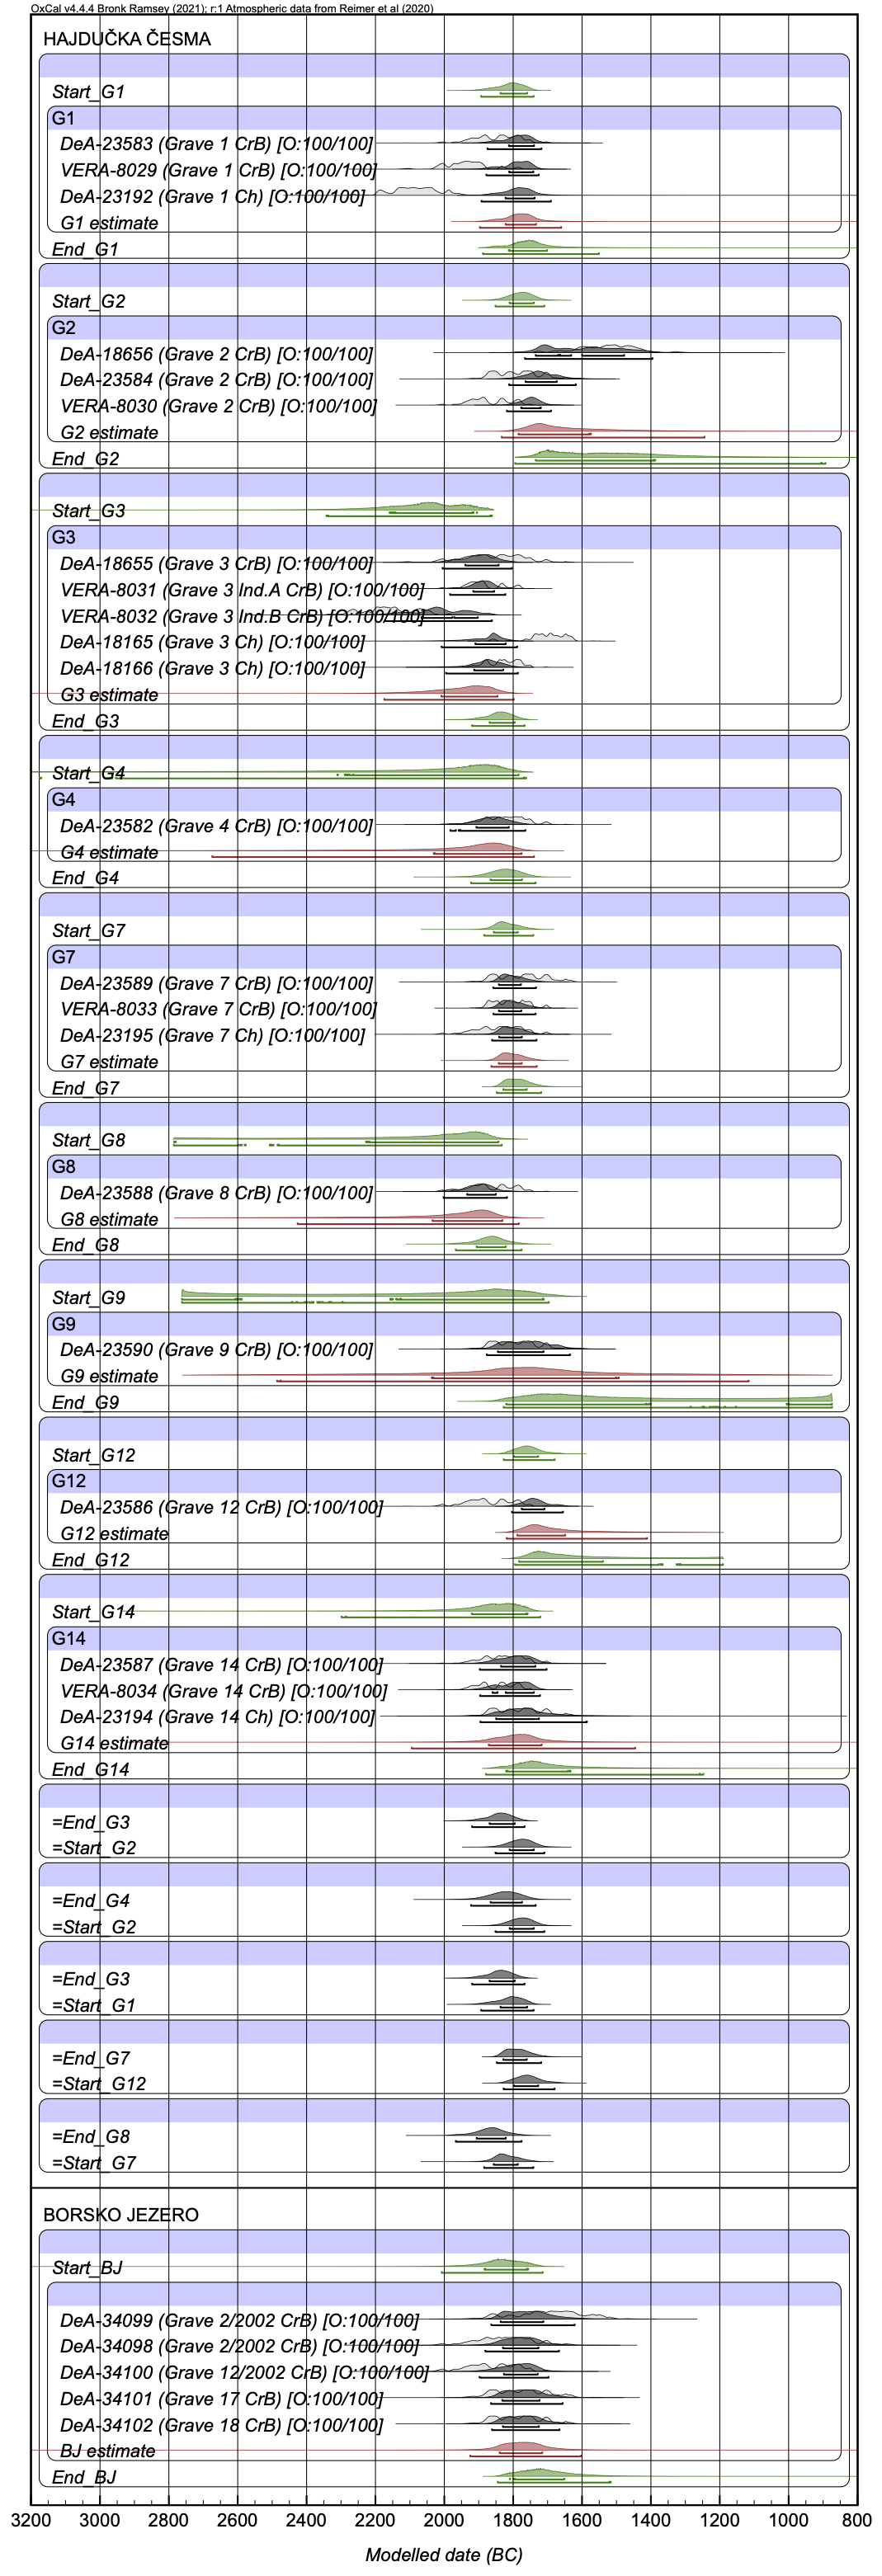 OxCal v4.4.4 Bronk Ramsey (2021); r:1 Atmospheric data from Reimer et al (2020)
HAJDUČKA ČESMA
Start_G1
G1
DeA-23583 (Grave 1 CrB) [O:100/100]
VERA-8029 (Grave 1 CrB) [O:100/100]
DeA-23192 (Grave 1 Ch) [O:100/100]
G1 estimate
End_G1
Start_G2
G2
DeA-18656 (Grave 2 CrB) [O:100/100]
DeA-23584 (Grave 2 CrB) [O:100/100]
VERA-8030 (Grave 2 CrB) [O:100/100]
G2 estimate
End_G2
Start_G3
G3
DeA-18655 (Grave 3 CrB) [O:100/100]
VERA-8031 (Grave 3 Ind.A CrB) [O:100/100]
VERA-8032 (Grave 3 Ind.B CrB) [O:100/100]
DeA-18165 (Grave 3 Ch) [O:100/100]
DeA-18166 (Grave 3 Ch) [O:100/100]
G3 estimate
End_G3
Start_G4
G4
DeA-23582 (Grave 4 CrB) [O:100/100]
G4 estimate
End_G4
Start_G7
G7
DeA-23589 (Grave 7 CrB) [O:100/100]
VERA-8033 (Grave 7 CrB) [O:100/100]
DeA-23195 (Grave 7 Ch) [O:100/100]
G7 estimate
End_G7
Start_G8
G8
DeA-23588 (Grave 8 CrB) [O:100/100]
G8 estimate
End_G8
Start_G9
G9
DeA-23590 (Grave 9 CrB) [O:100/100]
G9 estimate
End_G9
Start_G12
G12
DeA-23586 (Grave 12 CrB) [O:100/100]
G12 estimate
End_G12
Start_G14
G14
DeA-23587 (Grave 14 CrB) [O:100/100]
VERA-8034 (Grave 14 CrB) [O:100/100]
DeA-23194 (Grave 14 Ch) [O:100/100]
G14 estimate
End_G14
=End_G3
=Start_G2
=End_G4
=Start_G2
=End_G3
=Start_G1
=End_G7
=Start_G12
=End_G8
=Start_G7
BORSKO JEZERO
Start_BJ
DeA-34099 (Grave 2/2002 CrB) [O:100/100]
DeA-34098 (Grave 2/2002 CrB) [O:100/100]
DeA-34100 (Grave 12/2002 CrB) [O:100/100]
DeA-34101 (Grave 17 CrB) [O:100/100]
DeA-34102 (Grave 18 CrB) [O:100/100]
BJ estimate
End_BJ
3200 3000 2800 2600 2400 2200 2000 1800 1600 1400 1200 1000 800
Modelled date (BC)